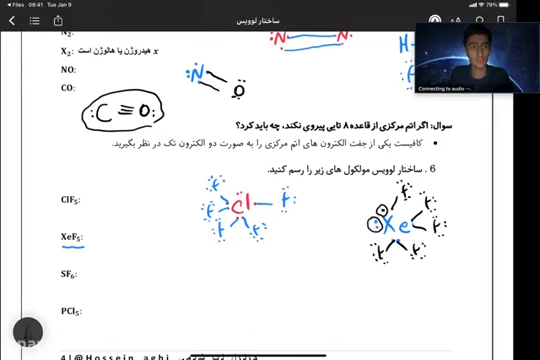 Files
09:41 Tue Jan 9
79%
ساختار لوویس
N₂:
N N
H-
X₂: x هیدروژن یا هالوژن است
NO:
N O
CO:
:C≡O:
Connecting to audio
سوال: اگر اتم مرکزی از قاعده ۸ تایی پیروی نکند، چه باید کرد؟
کافیست یکی از جفت الکترون های اتم مرکزی را به صورت دو الکترون تک در نظر بگیرید.
6 . ساختار لوویس مولکول های زیر را رسم کنید.
ClF₅:
F Cl F
F F F
XeF₅:
F F
Xe F
F F
SF₆:
PCl₅: